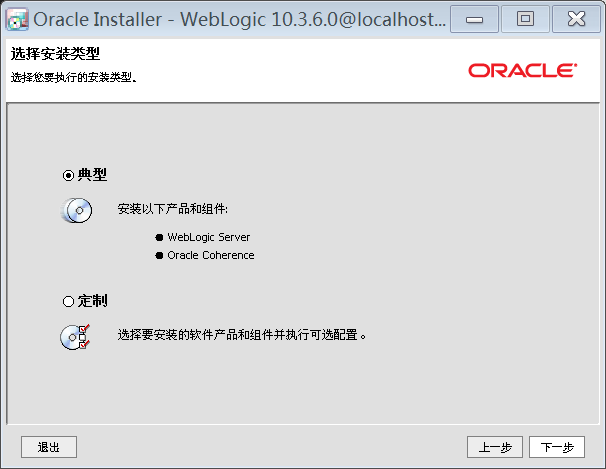 Oracle Installer - WebLogic 10.3.6.0@localhost...
选择安装类型
选择您要执行的安装类型。
ORACLE
典型
安装以下产品和组件:
WebLogic Server
Oracle Coherence
定制
选择要安装的软件产品和组件并执行可选配置。
退出
上一步
下一步